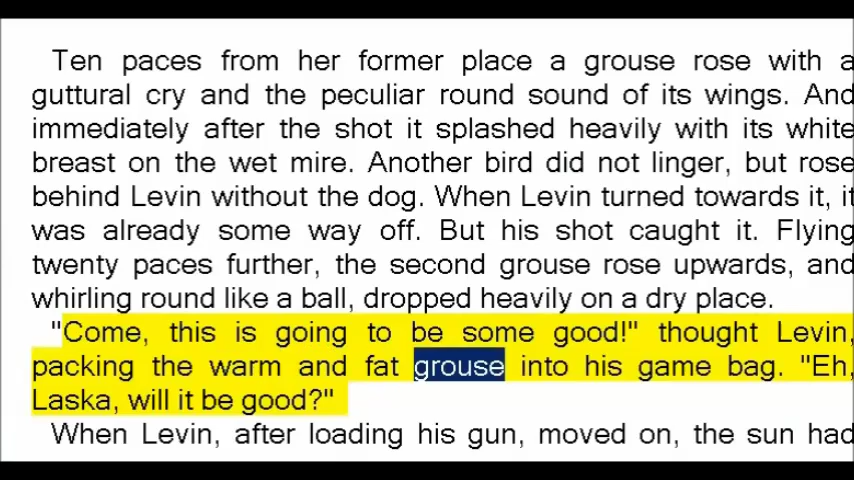 Ten paces from her former place a grouse rose with a
guttural cry and the peculiar round sound of its wings. And
immediately after the shot it splashed heavily with its white
breast on the wet mire. Another bird did not linger, but rose
behind Levin without the dog. When Levin turned towards it, it
was already some way off. But his shot caught it. Flying
twenty paces further, the second grouse rose upwards, and
whirling round like a ball, dropped heavily on a dry place.
"Come, this is going to be some good!" thought Levin,
packing the warm and fat grouse into his game bag. "Eh,
Laska, will it be good?"
When Levin, after loading his gun, moved on, the sun had